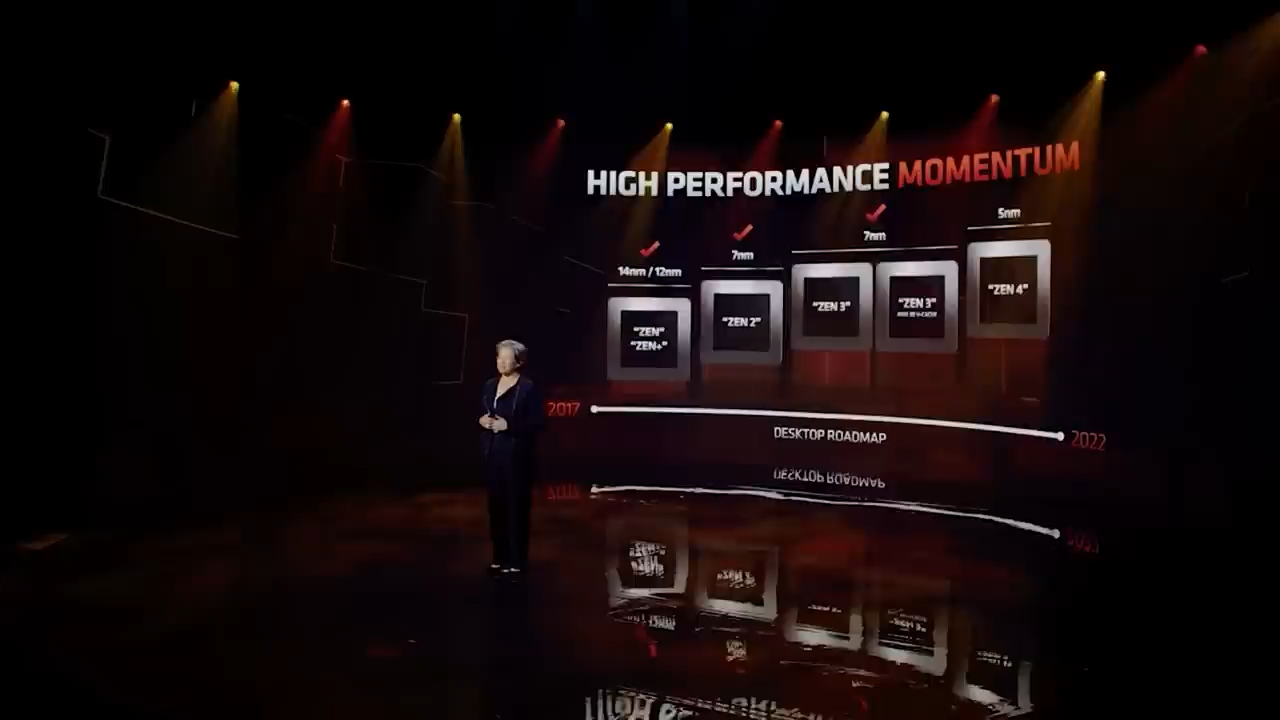 HIGH PERFORMANCE MOMENTUM
14nm / 12nm
7nm
7nm
5nm
"ZEN"
"ZEN+"
"ZEN 2"
"ZEN 3"
"ZEN 3"
"ZEN 4"
2017
2022
DESKTOP ROADMAP